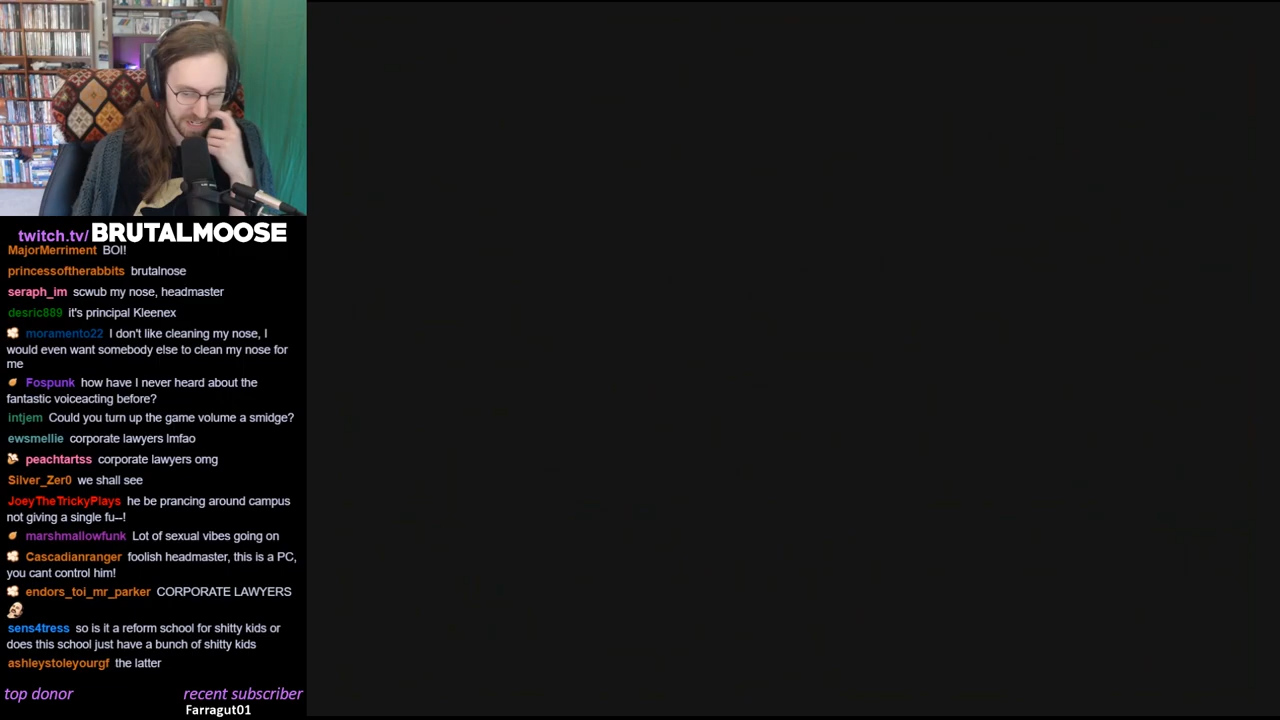 twitch.tv/BRUTALMOOSE
MajorMerriment BOI!
princessoftherabbits brutalnose
seraph_im scwub my nose, headmaster
desric889 it's principal Kleenex
moramento22 I don't like cleaning my nose, I
would even want somebody else to clean my nose for
me
Fospunk how have I never heard about the
fantastic voiceacting before?
intjem Could you turn up the game volume a smidge?
ewsmellie corporate lawyers lmfao
peachtartss corporate lawyers omg
Silver_Zer0 we shall see
JoeyTheTrickyPlays he be prancing around campus
not giving a single fu--!
marshmallowfunk Lot of sexual vibes going on
Cascadianranger foolish headmaster, this is a PC,
you cant control him!
endors_toi_mr_parker CORPORATE LAWYERS
sens4tress so is it a reform school for shitty kids or
does this school just have a bunch of shitty kids
ashleystoleyourgf the latter
top donor recent subscriber
Farragut01